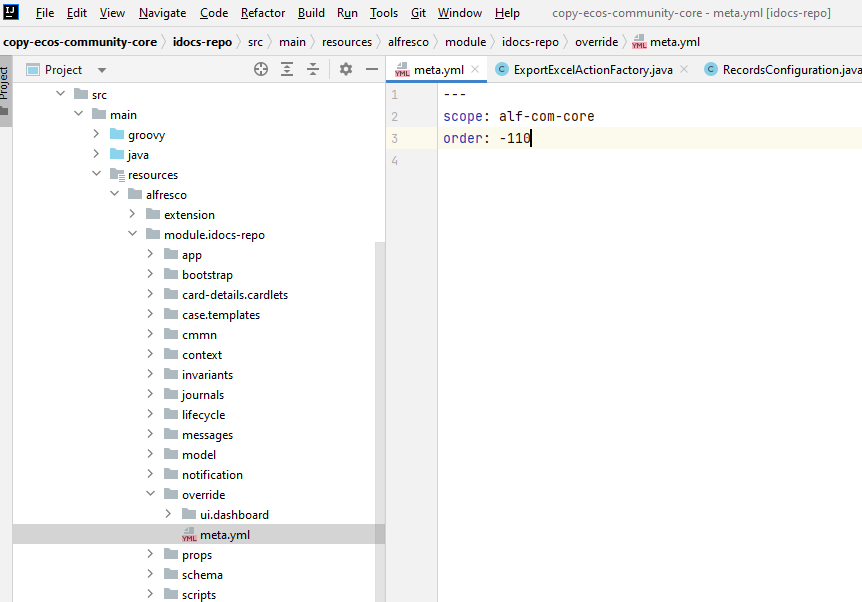 IJ File Edit View Navigate Code Refactor Build Run Tools Git Window Help copy-ecos-community-core - meta.yml [idocs-repo]
copy-ecos-community-core idocs-repo src main resources alfresco module idocs-repo override YML meta.yml
Project
Project
YML meta.yml C ExportExcelActionFactory.java C RecordsConfiguration.java
src
main
groovy
java
resources
alfresco
extension
module.idocs-repo
app
bootstrap
card-details.cardlets
case.templates
cmmn
context
invariants
journals
lifecycle
messages
model
notification
override
ui.dashboard
YML meta.yml
props
schema
scripts
1 ---
2 scope: alf-com-core
3 order: -110
4